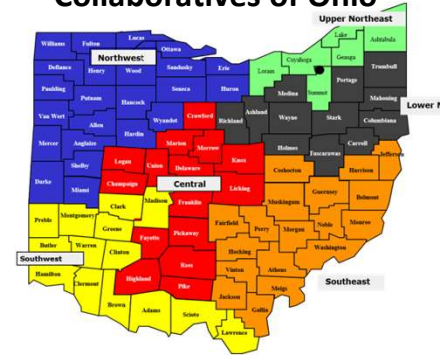 Collaboratives of Ohio
Upper Northeast
Williams
Fulton
Lucas
Ottawa
Lake
Ashtabula
Northwest
Defiance
Henry
Wood
Sandusky
Erie
Lorain
Cuyahoga
Geauga
Trumbull
Paulding
Putnam
Hancock
Seneca
Huron
Medina
Summit
Portage
Mahoning
Van Wert
Allen
Wyandot
Crawford
Richland
Ashland
Wayne
Stark
Columbiana
Lower N
Mercer
Auglaize
Hardin
Marion
Morrow
Holmes
Carroll
Jefferson
Shelby
Logan
Union
Delaware
Knox
Coshocton
Tuscarawas
Harrison
Darke
Miami
Champaign
Central
Licking
Guernsey
Belmont
Clark
Madison
Franklin
Muskingum
Preble
Montgomery
Greene
Fairfield
Perry
Morgan
Noble
Monroe
Fayette
Pickaway
Butler
Warren
Clinton
Hocking
Washington
Southwest
Ross
Vinton
Athens
Southeast
Hamilton
Clermont
Highland
Pike
Jackson
Meigs
Brown
Adams
Scioto
Gallia
Lawrence